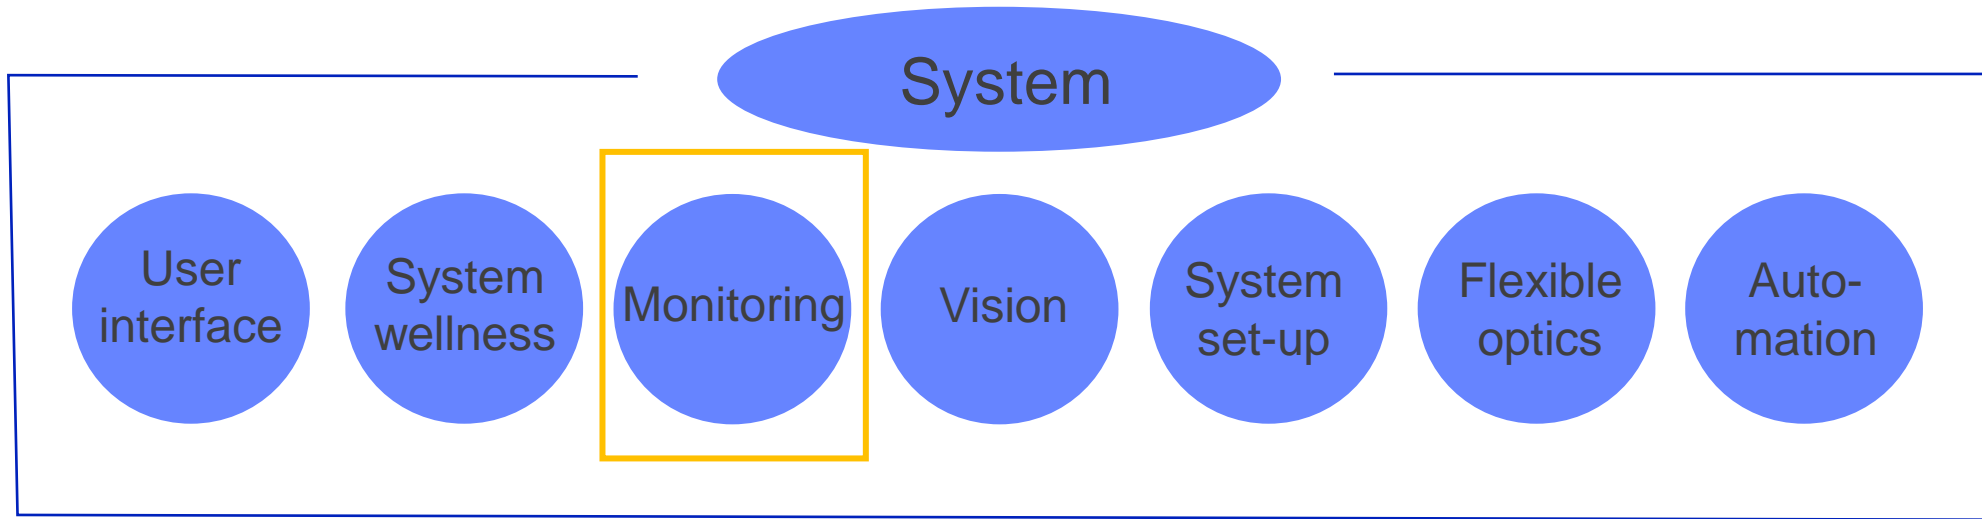 System
User
interface
System
wellness
Monitoring
Vision
System
set-up
Flexible
optics
Auto-
mation